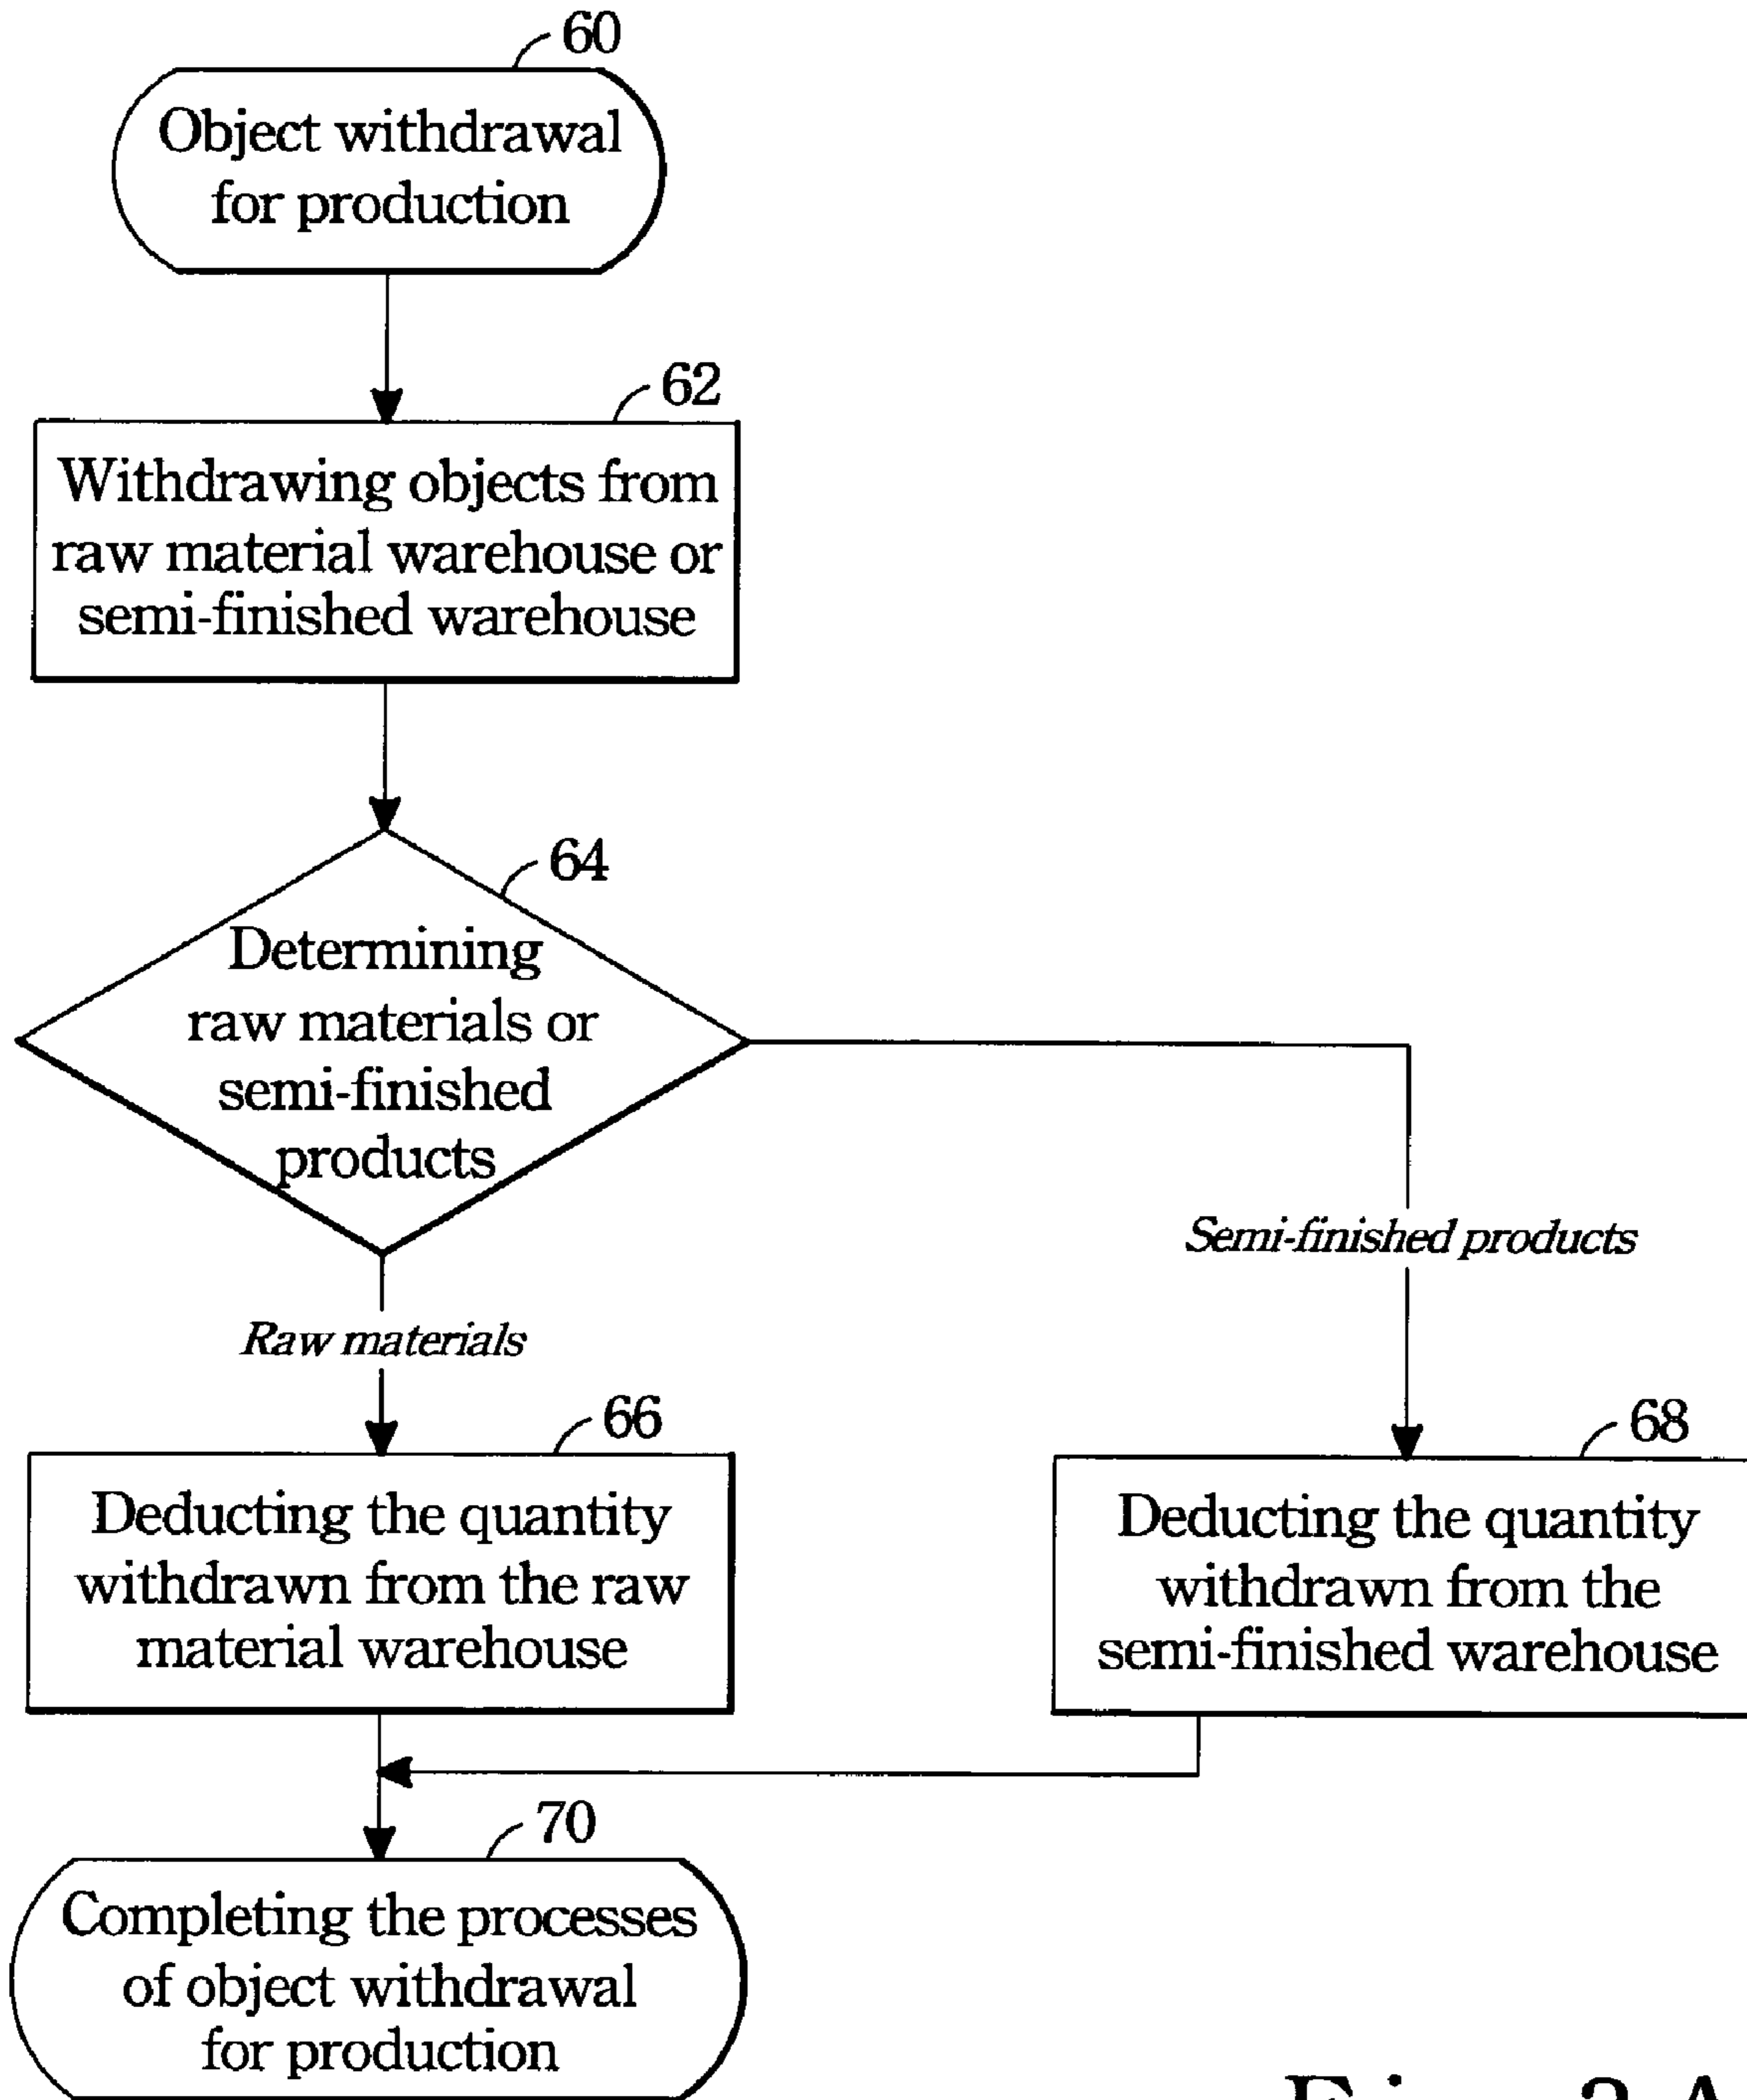 60
Object withdrawal
for production
62
Withdrawing objects from
raw material warehouse or
semi-finished warehouse
64
Determining
raw materials or
semi-finished
products
Semi-finished products
Raw materials
66
Deducting the quantity
withdrawn from the raw
material warehouse
68
Deducting the quantity
withdrawn from the
semi-finished warehouse
70
Completing the processes
of object withdrawal
for production